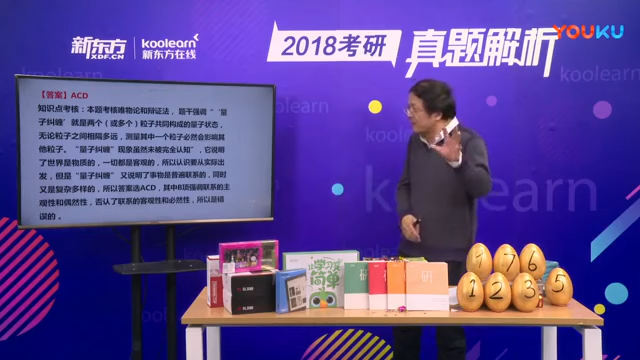 新东方
XDF.CN
koolearn
新东方在线
2018考研
真题解析
YOUKU
【答案】ACD
知识点考核：本题考核唯物论和辩证法，题干强调“‘量
子纠缠’就是两个（或多个）粒子共同构成的量子状态，
无论粒子之间相隔多远，测量其中一个粒子必然会影响其
他粒子。“量子纠缠”现象虽然未被完全认知”，它说明
了世界是物质的，一切都是客观的，所以认识要从实际出
发，但是“量子纠缠”又说明了事物是普遍联系的，同时
又是复杂多样的，所以答案选ACD，其中B项强调联系的主
观性和偶然性，否认了联系的客观性和必然性，所以是错
误的。
koolearn
koolearn
koolearn
让学习更
简单
研
1
7
6
1
2
3
5